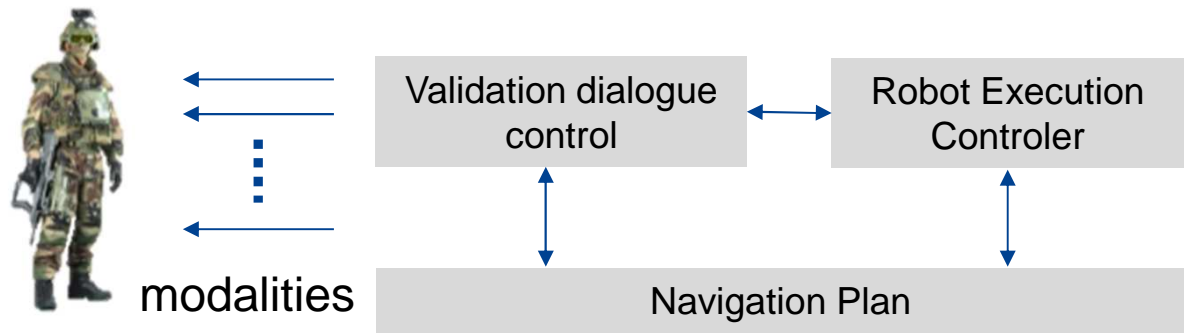 Validation dialogue
control
Robot Execution
Controler
modalities
Navigation Plan